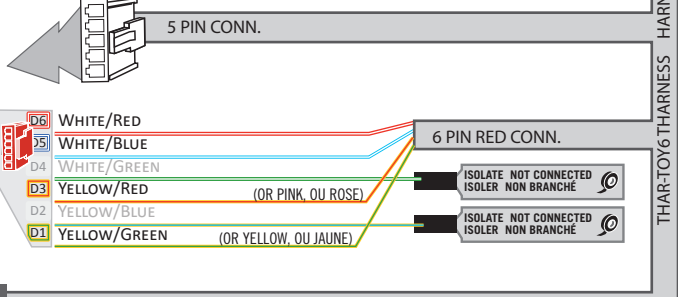 5 PIN CONN.
HARN
THAR-TOY6 THARNESS
D6 WHITE/RED
D5 WHITE/BLUE
6 PIN RED CONN.
D4 WHITE/GREEN
ISOLATE NOT CONNECTED
ISOLER NON BRANCHÉ
D3 YELLOW/RED (OR PINK, OU ROSE)
D2 YELLOW/BLUE
ISOLATE NOT CONNECTED
ISOLER NON BRANCHÉ
D1 YELLOW/GREEN (OR YELLOW, OU JAUNE)